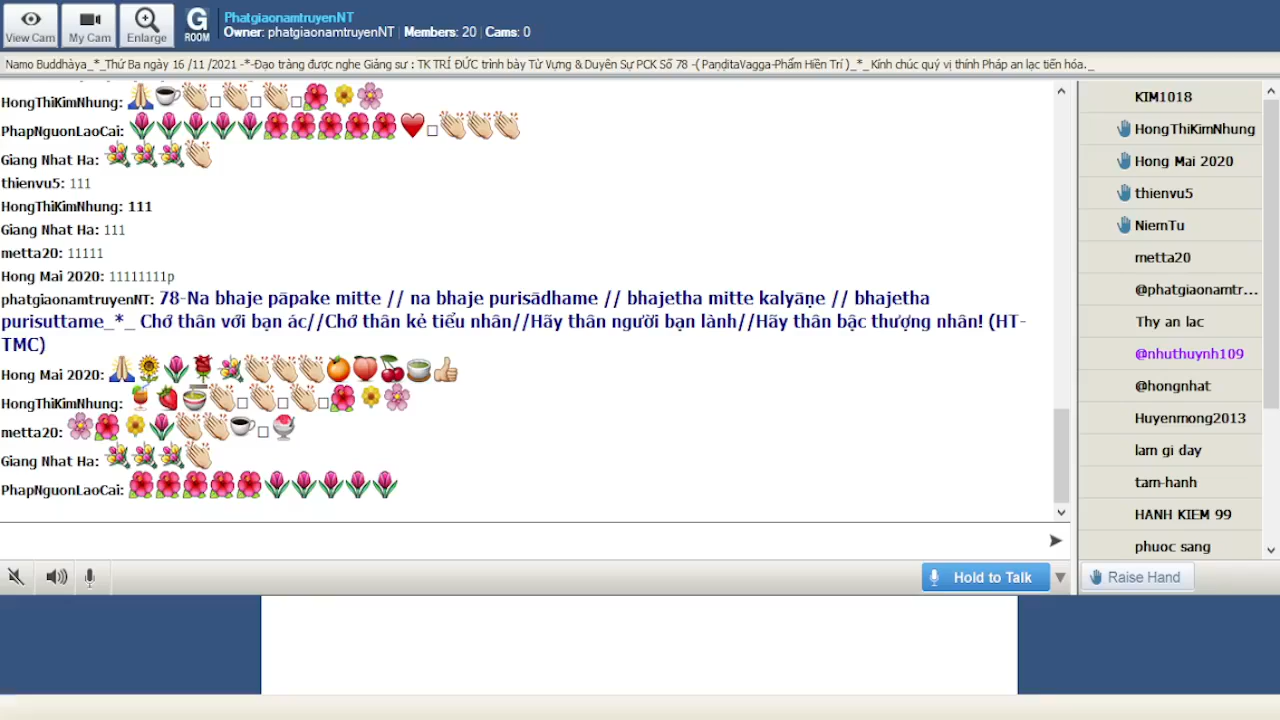 View Cam
My Cam
Enlarge
G
ROOM
PhatgiaonamtruyenNT
Owner: phatgiaonamtruyenNT | Members: 20 | Cams: 0
Namo Buddhàya_*_Thứ Ba ngày 16 /11 /2021 -*-Đạo tràng được nghe Giảng sư : TK TRÍ ĐỨC trình bày Từ Vựng & Duyên Sự PCK Số 78 -( PaṇḍitaVagga-Phẩm Hiền Trí )_*_ Kính chúc quý vị thính Pháp an lạc tiến hóa._
HongThiKimNhung: 🙏☕👏👏👏🌺🌼🌸
PhapNguonLaoCai: 🌷🌷🌷🌷🌷🌺🌺🌺🌺🌺❤👏👏👏
Giang Nhat Ha: 💐💐💐👏
thienvu5: 111
HongThiKimNhung: 111
Giang Nhat Ha: 111
metta20: 11111
Hong Mai 2020: 11111111p
phatgiaonamtruyenNT: 78-Na bhaje pāpake mitte // na bhaje purisādhame // bhajetha mitte kalyāṇe // bhajetha
purisuttame_*_ Chớ thân với bạn ác//Chớ thân kẻ tiểu nhân//Hãy thân người bạn lành//Hãy thân bậc thượng nhân! (HT-
TMC)
Hong Mai 2020: 🙏🌻🌷🌹💐👏👏👏🍊🍑🍒🍵👍
HongThiKimNhung: 🍹🍓🍵👏👏👏🌺🌼🌸
metta20: 🌸🌺🌼🌷👏👏☕🍨
Giang Nhat Ha: 💐💐💐👏
PhapNguonLaoCai: 🌺🌺🌺🌺🌺🌷🌷🌷🌷🌷
Hold to Talk
KIM1018
HongThiKimNhung
Hong Mai 2020
thienvu5
NiemTu
metta20
@phatgiaonamtr...
Thy an lac
@nhuthuynh109
@hongnhat
Huyenmong2013
lam gi day
tam-hanh
HANH KIEM 99
phuoc sang
Raise Hand